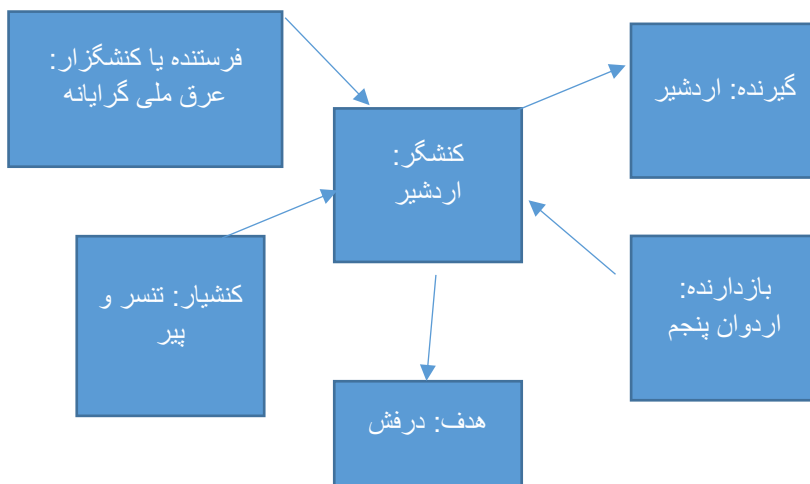 فرستنده یا کنشگزار:
عرق ملی گرایانه
گیرنده: اردشیر
کنشگر:
اردشیر
کنشیار: تنسر و
پیر
بازدارنده:
اردوان پنجم
هدف: درفش